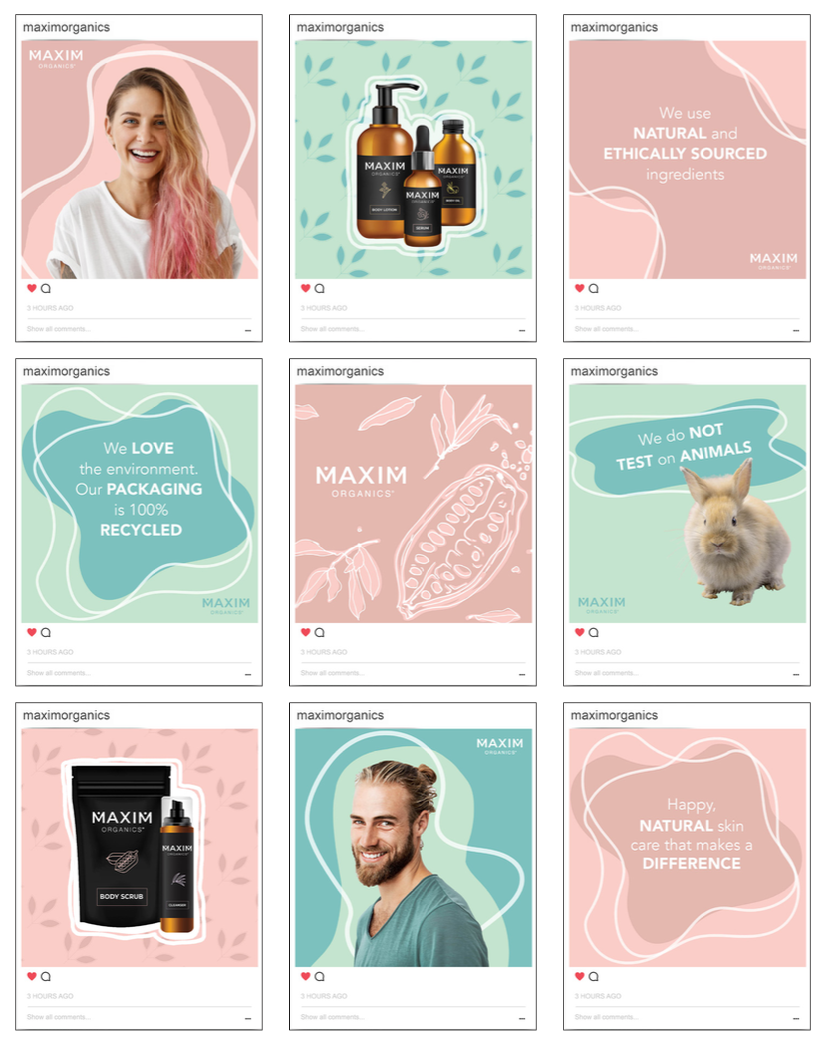 maximorganics
MAXIM
ORGANICS
3 HOURS AGO
Show all comments...
maximorganics
MAXIM
ORGANICS
BODY LOTION
MAXIM
ORGANICS
SERUM
MAXIM
ORGANICS
BODY OIL
3 HOURS AGO
Show all comments...
maximorganics
We use
NATURAL and
ETHICALLY SOURCED
ingredients
MAXIM
ORGANICS
3 HOURS AGO
Show all comments...
maximorganics
We LOVE
the environment.
Our PACKAGING
is 100%
RECYCLED
MAXIM
ORGANICS
3 HOURS AGO
Show all comments...
maximorganics
MAXIM
ORGANICS
3 HOURS AGO
Show all comments...
maximorganics
We do NOT
TEST on ANIMALS
MAXIM
ORGANICS
3 HOURS AGO
Show all comments...
maximorganics
MAXIM
ORGANICS
BODY SCRUB
MAXIM
ORGANICS
CLEANSER
3 HOURS AGO
Show all comments...
maximorganics
MAXIM
ORGANICS
3 HOURS AGO
Show all comments...
maximorganics
Happy,
NATURAL skin
care that makes a
DIFFERENCE
3 HOURS AGO
Show all comments...